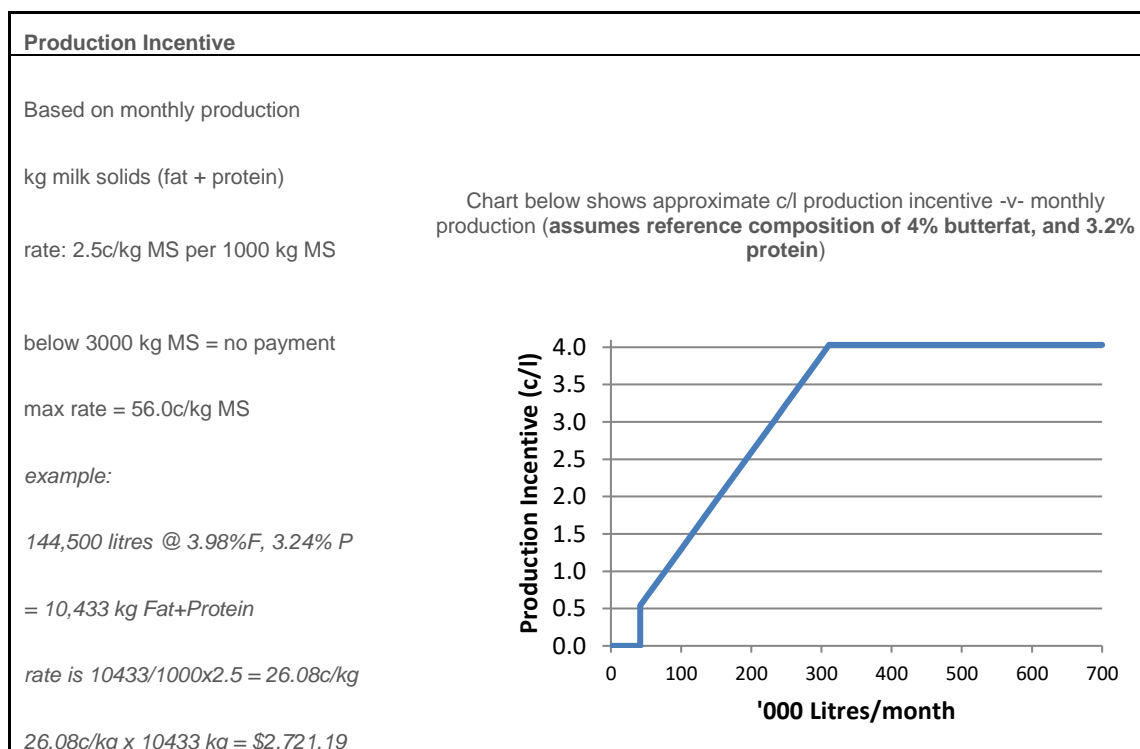 Production Incentive
Based on monthly production
kg milk solids (fat + protein)
rate: 2.5c/kg MS per 1000 kg MS
below 3000 kg MS = no payment
max rate = 56.0c/kg MS
example:
144,500 litres @ 3.98%F, 3.24% P
= 10,433 kg Fat+Protein
rate is 10433/1000x2.5 = 26.08c/kg
26.08c/kg x 10433 kg = $2,721.19
Chart below shows approximate c/l production incentive -v- monthly
production (assumes reference composition of 4% butterfat, and 3.2%
protein)
Production Incentive (c/l)
4.0
3.5
3.0
2.5
2.0
1.5
1.0
0.5
0.0
0 100 200 300 400 500 600 700
'000 Litres/month